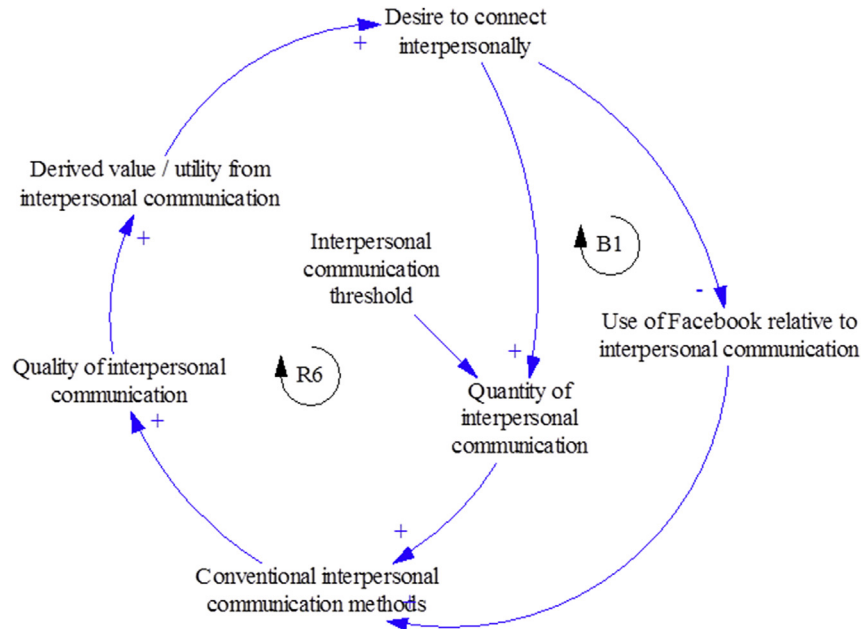 Desire to connect
interpersonally
+
Derived value / utility from
interpersonal communication
+
Interpersonal
communication
threshold
B1
-
Use of Facebook relative to
interpersonal communication
+
Quality of interpersonal
communication
+
R6
Quantity of
interpersonal
communication
+
Conventional interpersonal
communication methods
+